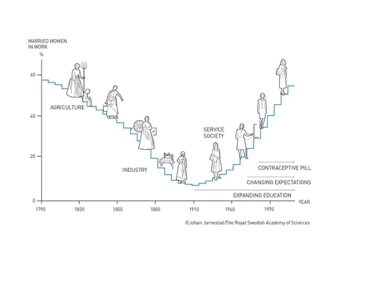 MARRIED WOMEN
IN WORK
%
60
AGRICULTURE
40
SERVICE
SOCIETY
20
INDUSTRY
CONTRACEPTIVE PILL
CHANGING EXPECTATIONS
EXPANDING EDUCATION
0
YEAR
1790 1820 1850 1880 1910 1940 1970
©Johan Jarnestad/The Royal Swedish Academy of Sciences